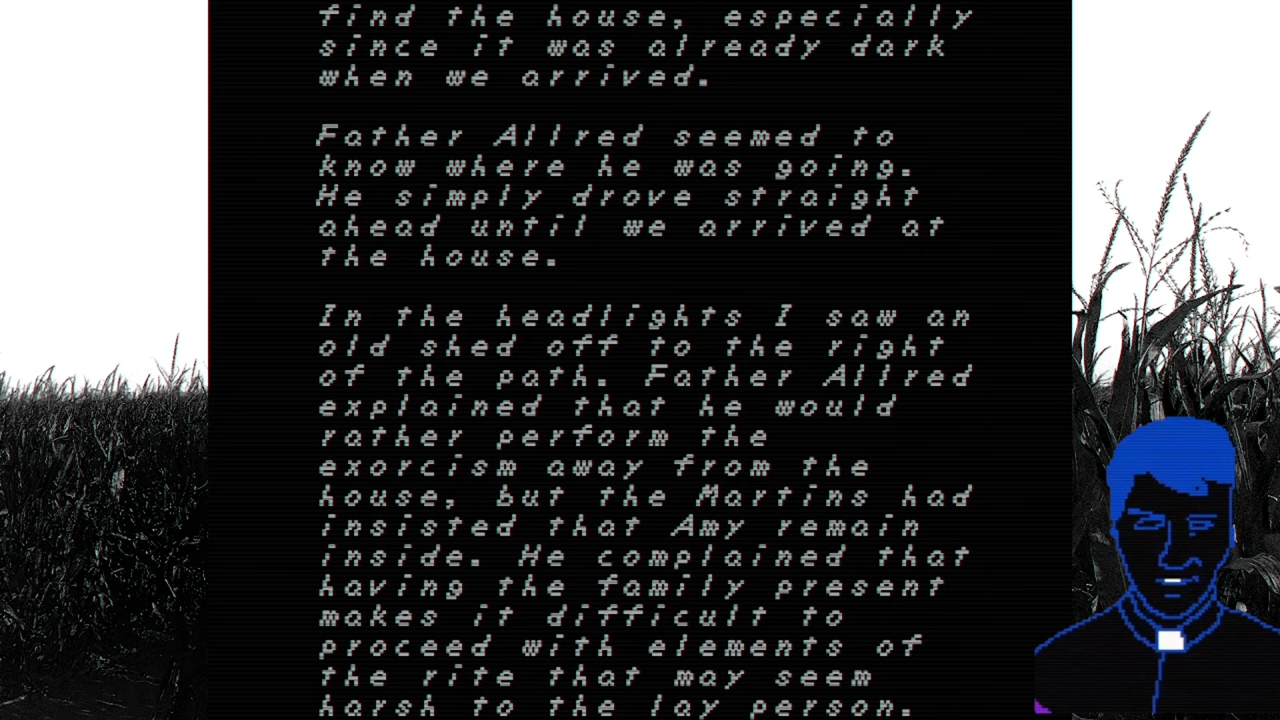 find the house, especially
since it was already dark
when we arrived.
Father Allred seemed to
know where he was going.
He simply drove straight
ahead until we arrived at
the house.
In the headlights I saw an
old shed off to the right
of the path. Father Allred
explained that he would
rather perform the
exorcism away from the
house, but the Martins had
insisted that Amy remain
inside. He complained that
having the family present
makes it difficult to
proceed with elements of
the rite that may seem
harsh to the lay person.